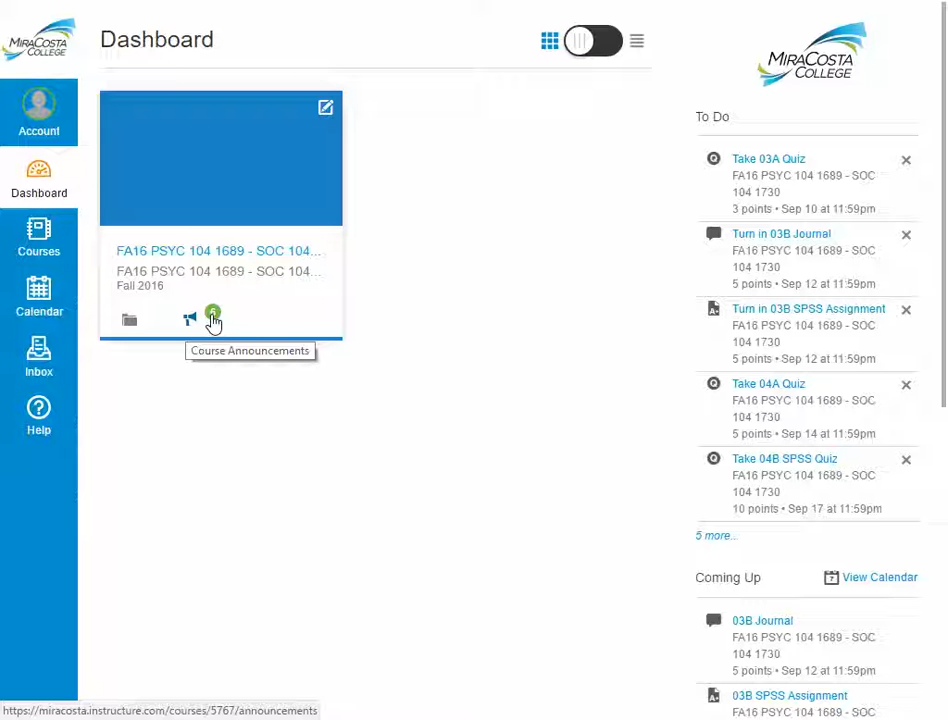 MIRACOSTA
COLLEGE
Dashboard
Account
Dashboard
Courses
Calendar
Inbox
Help
FA16 PSYC 104 1689 - SOC 104...
FA16 PSYC 104 1689 - SOC 104...
Fall 2016
Course Announcements
MIRACOSTA
COLLEGE
To Do
Take 03A Quiz
FA16 PSYC 104 1689 - SOC
104 1730
3 points • Sep 10 at 11:59pm
Turn in 03B Journal
FA16 PSYC 104 1689 - SOC
104 1730
5 points • Sep 12 at 11:59pm
Turn in 03B SPSS Assignment
FA16 PSYC 104 1689 - SOC
104 1730
5 points • Sep 12 at 11:59pm
Take 04A Quiz
FA16 PSYC 104 1689 - SOC
104 1730
5 points • Sep 14 at 11:59pm
Take 04B SPSS Quiz
FA16 PSYC 104 1689 - SOC
104 1730
10 points • Sep 17 at 11:59pm
5 more...
Coming Up
7 View Calendar
03B Journal
FA16 PSYC 104 1689 - SOC
104 1730
5 points • Sep 12 at 11:59pm
03B SPSS Assignment
FA16 PSYC 104 1689 - SOC
https://miracosta.instructure.com/courses/5767/announcements